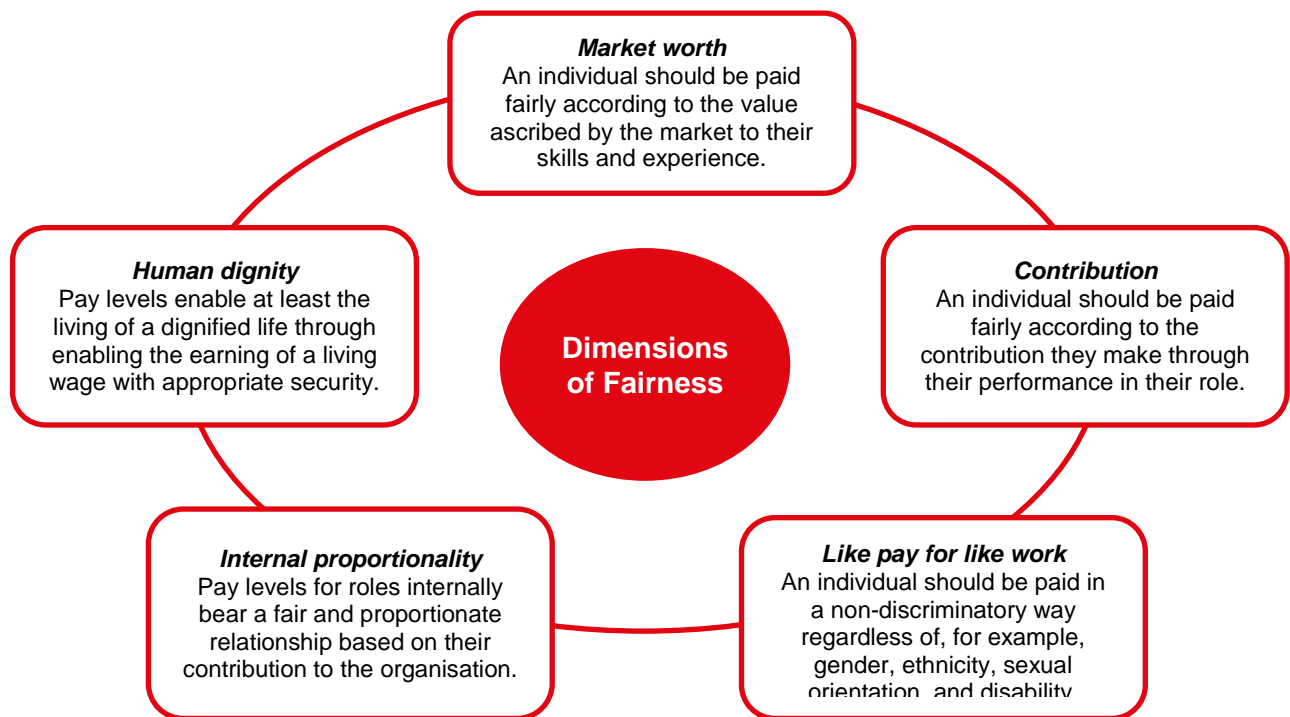 Market worth
An individual should be paid
fairly according to the value
ascribed by the market to their
skills and experience.
Human dignity
Pay levels enable at least the
living of a dignified life through
enabling the earning of a living
wage with appropriate security.
Contribution
An individual should be paid
fairly according to the
contribution they make through
their performance in their role.
Dimensions
of Fairness
Internal proportionality
Pay levels for roles internally
bear a fair and proportionate
relationship based on their
contribution to the organisation.
Like pay for like work
An individual should be paid in
a non-discriminatory way
regardless of, for example,
gender, ethnicity, sexual
orientation, and disability